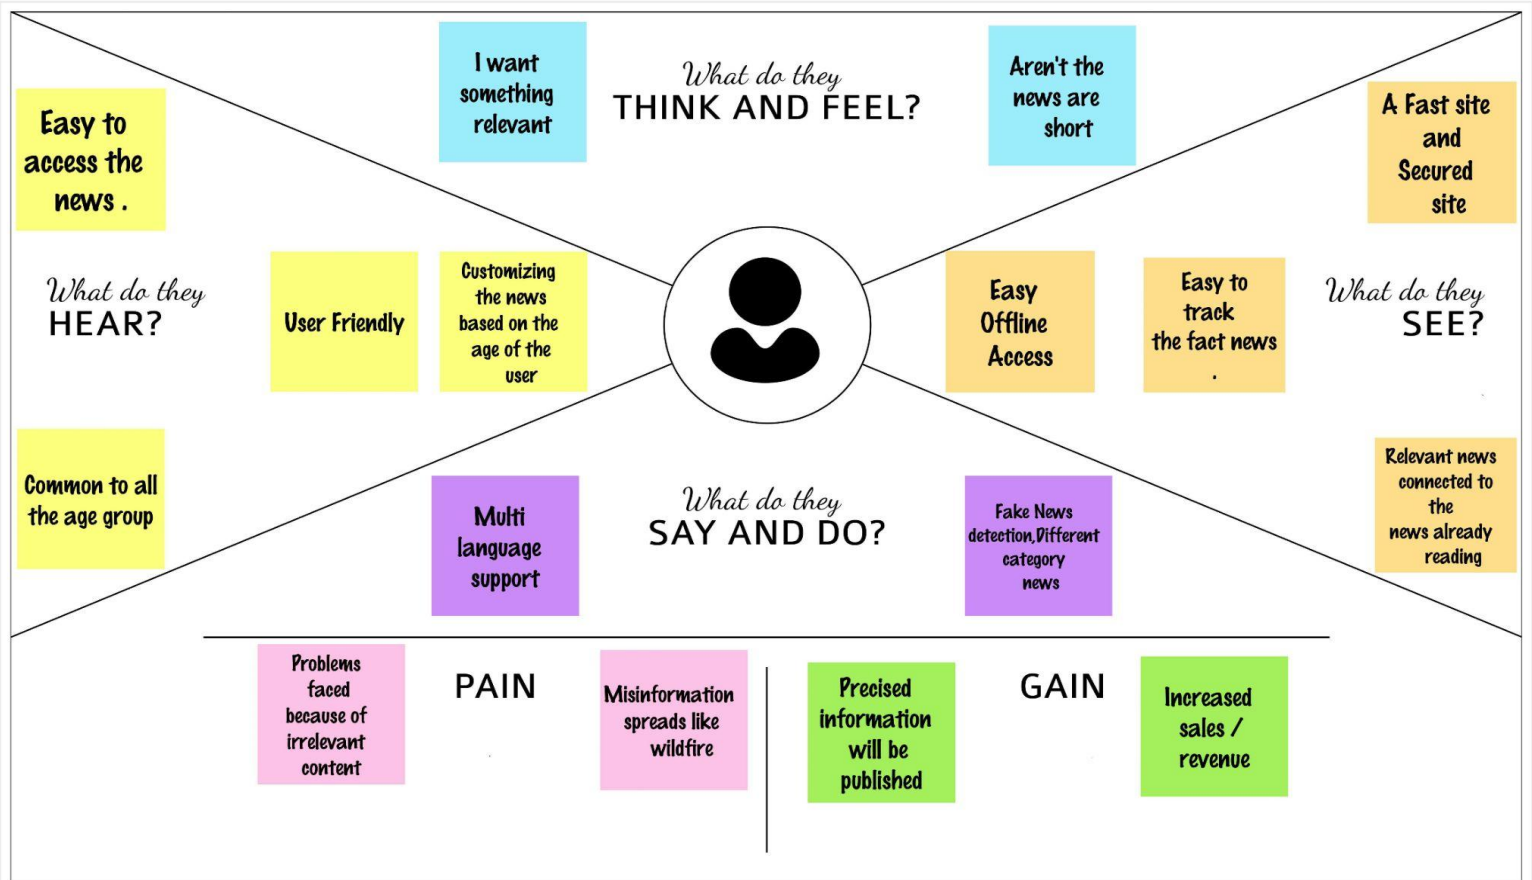 I want
something
relevant
What do they
THINK AND FEEL?
Aren't the
news are
short
Easy to
access the
news .
A Fast site
and
Secured
site
What do they
HEAR?
User Friendly
Customizing
the news
based on the
age of the
user
Easy
Offline
Access
Easy to
track
the fact news
.
What do they
SEE?
Common to all
the age group
Multi
language
support
What do they
SAY AND DO?
Fake News
detection,Different
category
news
Relevant news
connected to
the
news already
reading
Problems
faced
because of
irrelevant
content
PAIN
Misinformation
spreads like
wildfire
Precised
information
will be
published
GAIN
Increased
sales /
revenue